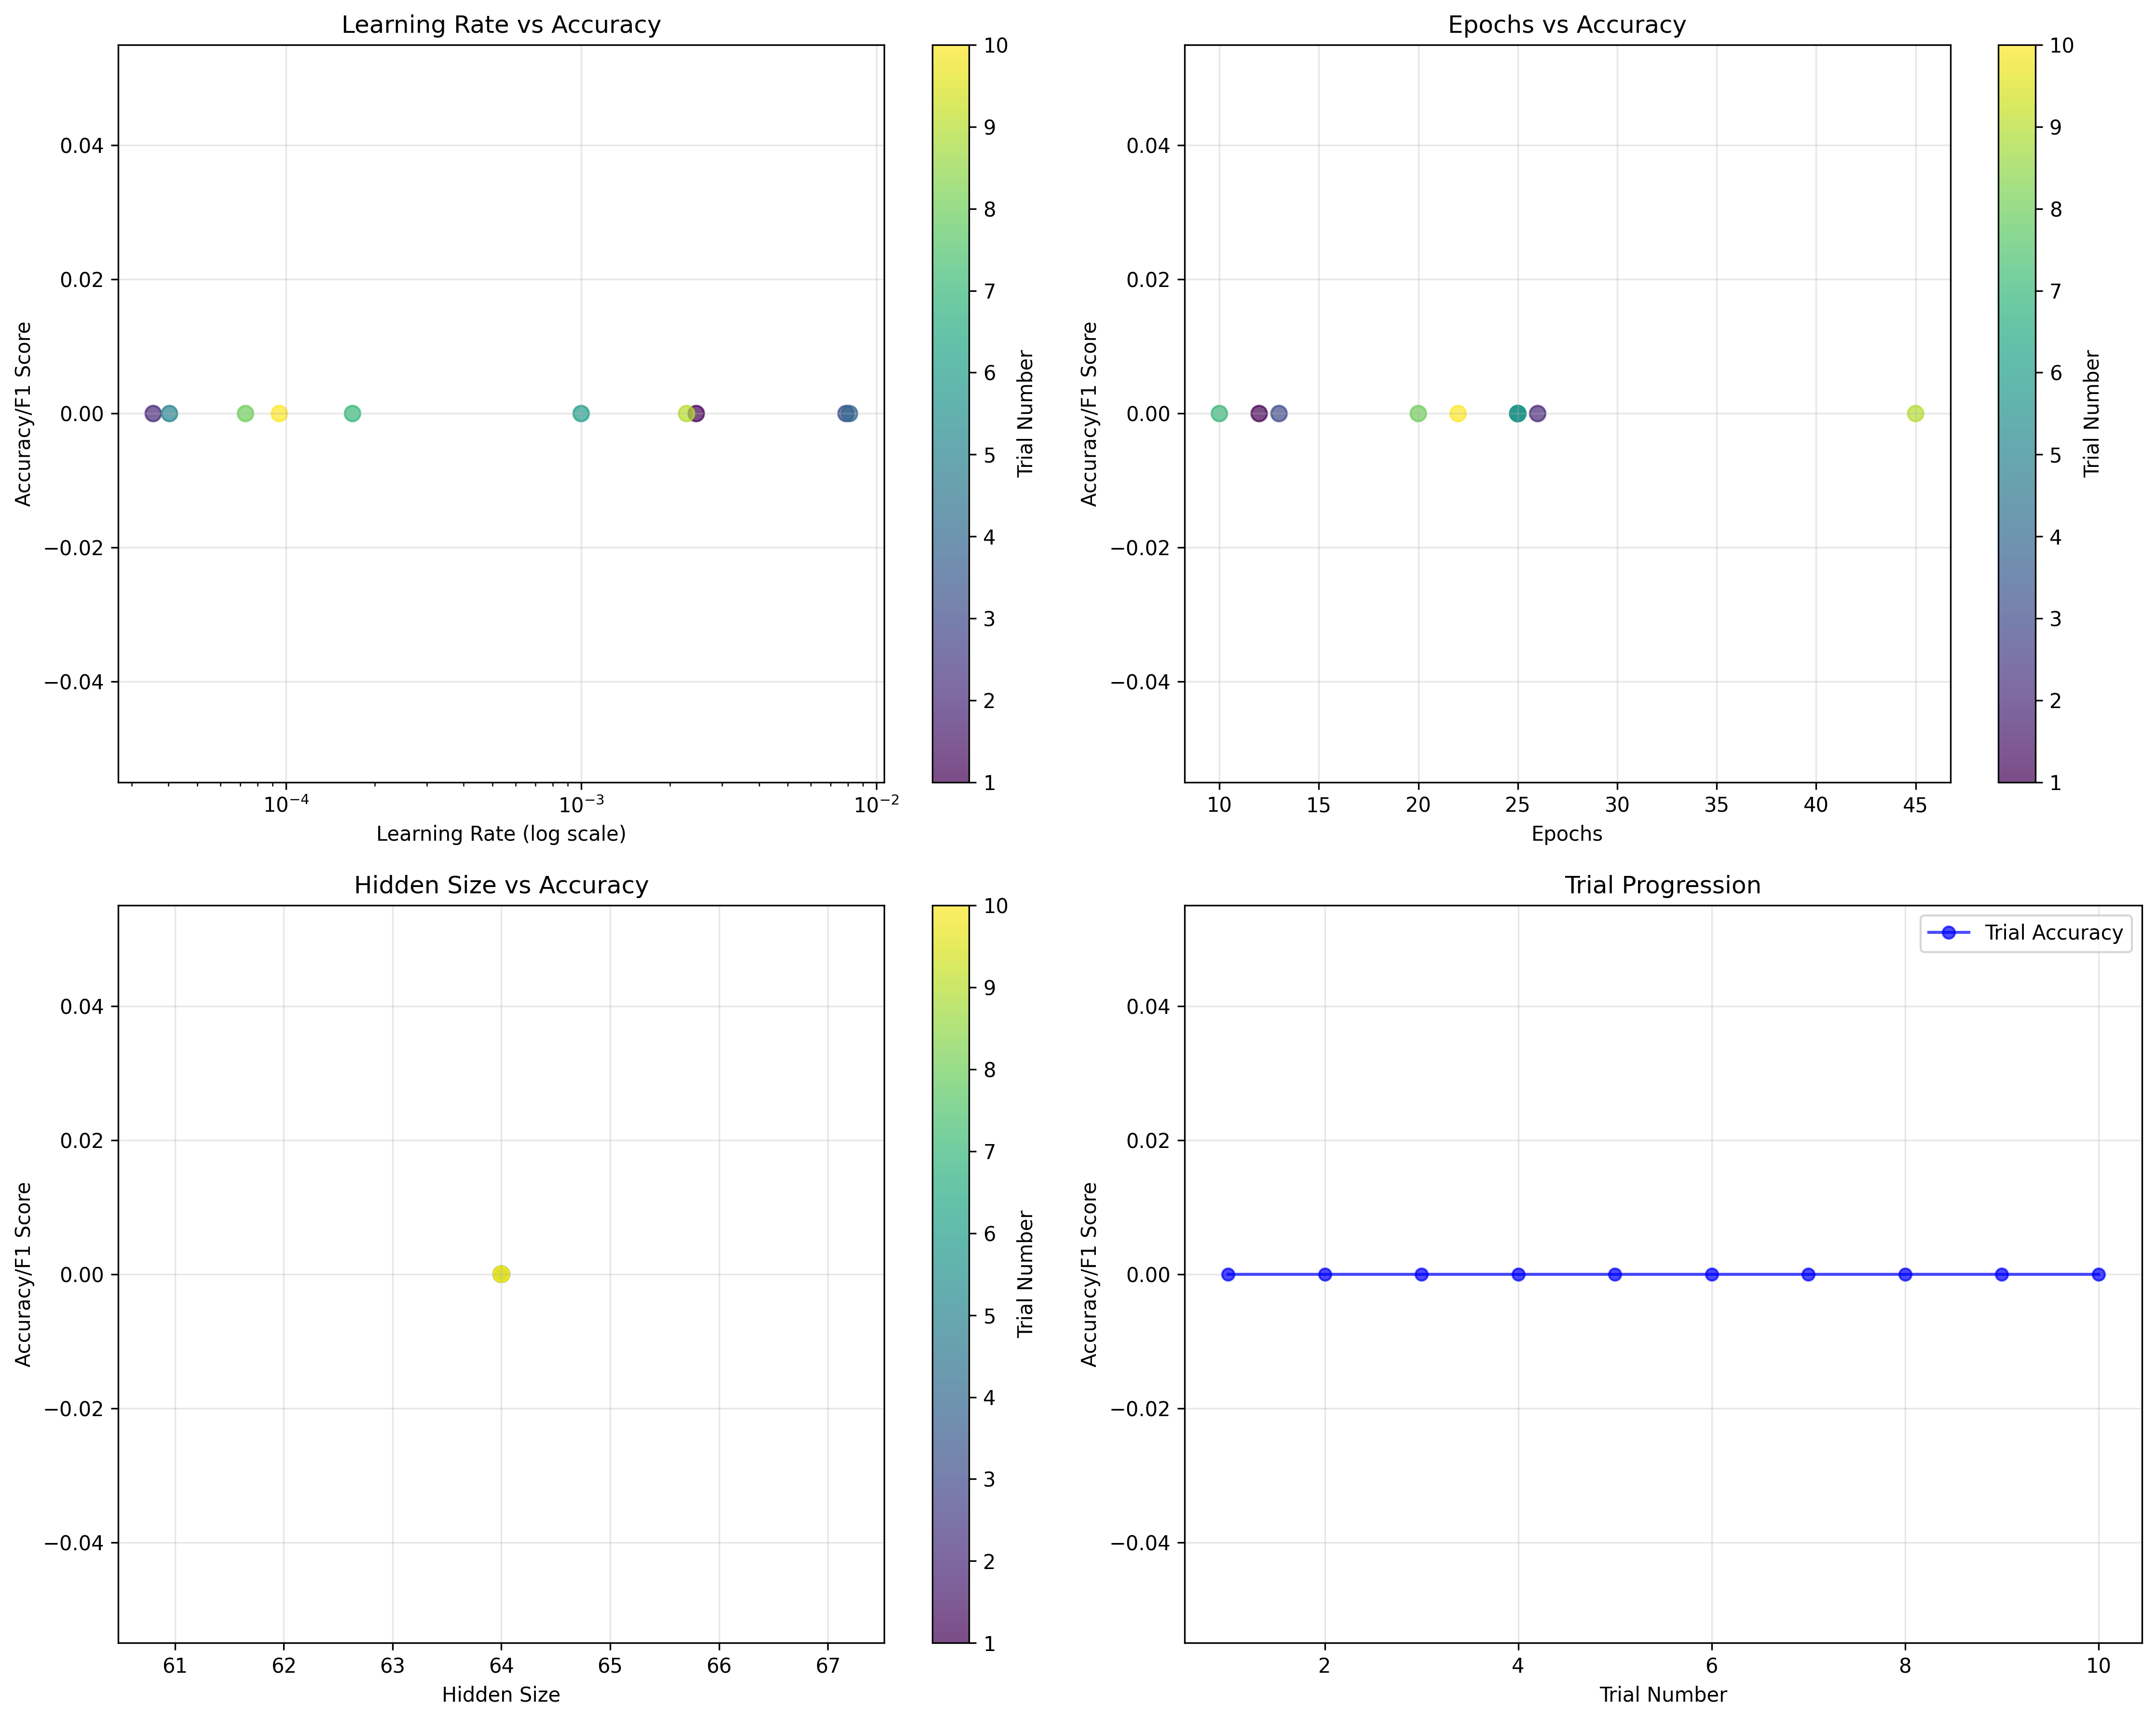 Learning Rate vs Accuracy
0.04
0.02
0.00
−0.02
−0.04
Accuracy/F1 Score
10⁻⁴
10⁻³
10⁻²
Learning Rate (log scale)
10
9
8
7
6
5
4
3
2
1
Trial Number
Epochs vs Accuracy
0.04
0.02
0.00
−0.02
−0.04
Accuracy/F1 Score
10 15 20 25 30 35 40 45
Epochs
10
9
8
7
6
5
4
3
2
1
Trial Number
Hidden Size vs Accuracy
0.04
0.02
0.00
−0.02
−0.04
Accuracy/F1 Score
61 62 63 64 65 66 67
Hidden Size
10
9
8
7
6
5
4
3
2
1
Trial Number
Trial Progression
Trial Accuracy
0.04
0.02
0.00
−0.02
−0.04
Accuracy/F1 Score
2 4 6 8 10
Trial Number